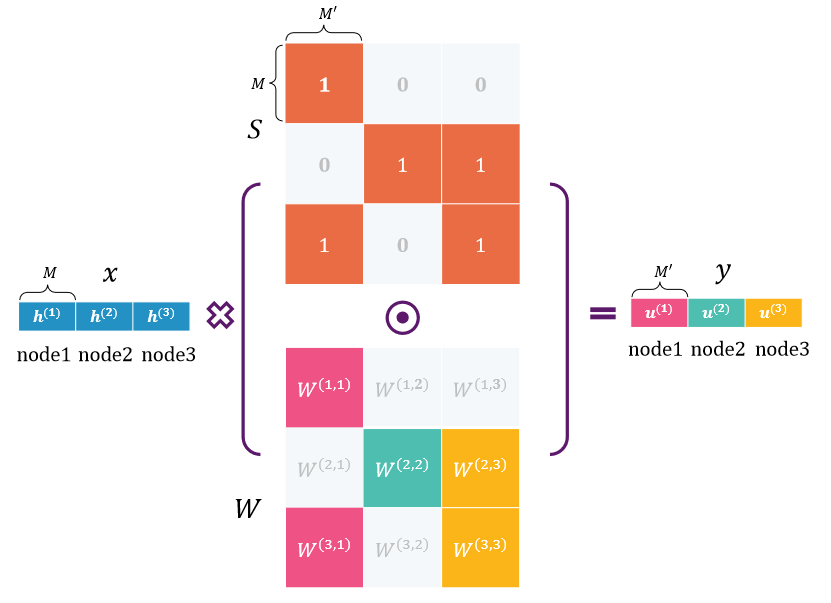 M′
M
S
1 0 0
0 1 1
1 0 1
M
x
h⁽¹⁾ h⁽²⁾ h⁽³⁾
node1 node2 node3
M′
y
u⁽¹⁾ u⁽²⁾ u⁽³⁾
node1 node2 node3
=
W
W⁽¹,¹⁾ W⁽¹,²⁾ W⁽¹,³⁾
W⁽²,¹⁾ W⁽²,²⁾ W⁽²,³⁾
W⁽³,¹⁾ W⁽³,²⁾ W⁽³,³⁾